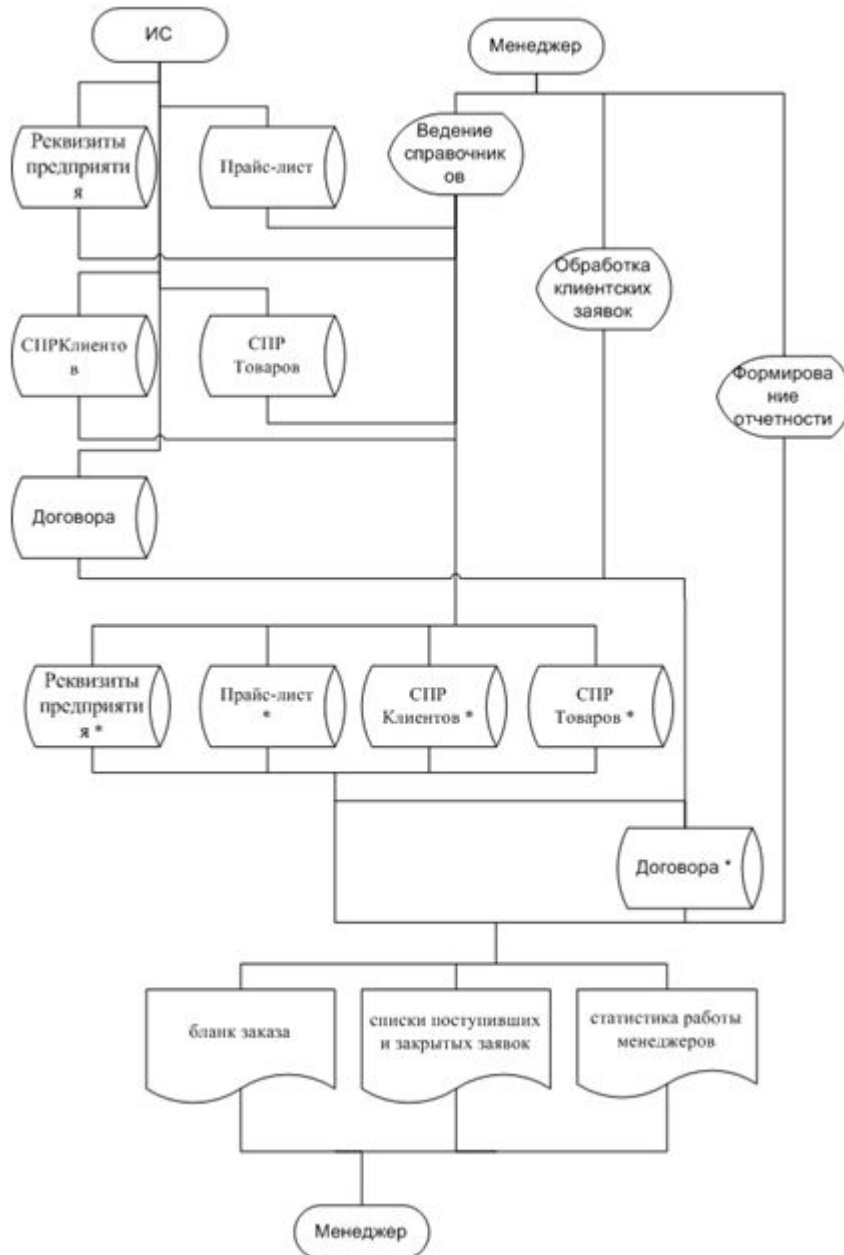 ИС
Менеджер
Реквизиты
предприяти
я
Прайс-лист
Ведение
справочник
ов
Обработка
клиентских
заявок
СПРКлиенто
в
СПР
Товаров
Формирова
ние
отчетности
Договора
Реквизиты
предприяти
я *
Прайс-лист
*
СПР
Клиентов *
СПР
Товаров *
Договора *
бланк заказа
списки поступивших
и закрытых заявок
статистика работы
менеджеров
Менеджер